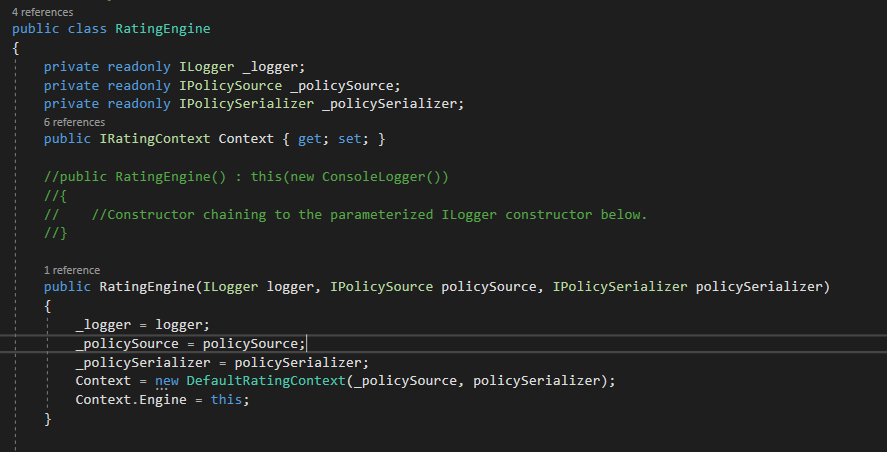 4 references
public class RatingEngine
{
private readonly ILogger _logger;
private readonly IPolicySource _policySource;
private readonly IPolicySerializer _policySerializer;
6 references
public IRatingContext Context { get; set; }
//public RatingEngine() : this(new ConsoleLogger())
//{
//    //Constructor chaining to the parameterized ILogger constructor below.
//}
1 reference
public RatingEngine(ILogger logger, IPolicySource policySource, IPolicySerializer policySerializer)
{
_logger = logger;
_policySource = policySource;
_policySerializer = policySerializer;
Context = new DefaultRatingContext(_policySource, policySerializer);
Context.Engine = this;
}